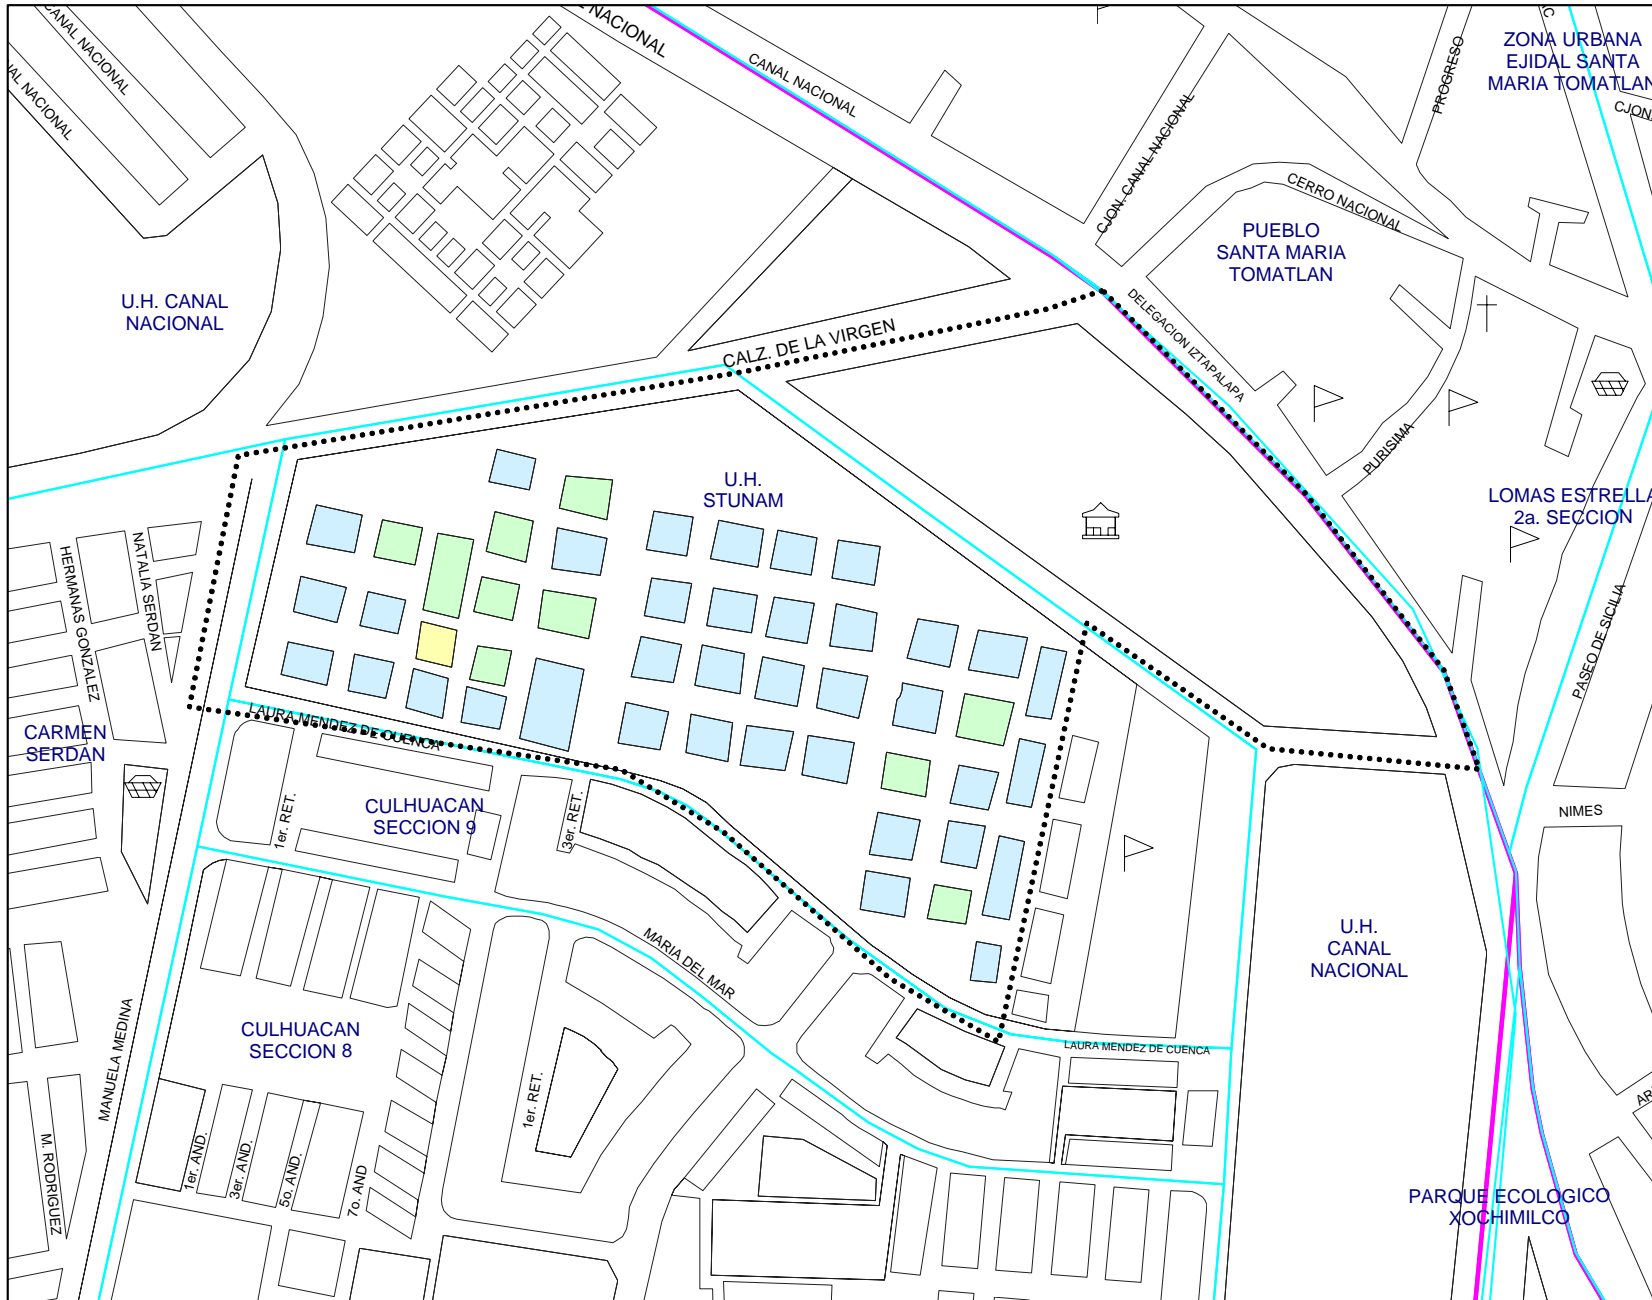 CANAL NACIONAL
AL NACIONAL
NACIONAL
CANAL NACIONAL
CJON. CANAL NACIONAL
PROGRESO
ZONA URBANA
EJIDAL SANTA
MARIA TOMATLAN
CJON.
CERRO NACIONAL
PUEBLO
SANTA MARIA
TOMATLAN
U.H. CANAL
NACIONAL
CALZ. DE LA VIRGEN
DELEGACION IZTAPALAPA
PURISIMA
U.H.
STUNAM
LOMAS ESTRELLA
2a. SECCION
HERMANAS GONZALEZ
NATALIA SERDAN
PASEO DE SICILIA
CARMEN
SERDAN
LAURA MENDEZ DE CUENCA
CULHUACAN
SECCION 9
1er. RET.
3er. RET.
NIMES
MARIA DEL MAR
U.H.
CANAL
NACIONAL
CULHUACAN
SECCION 8
MANUELA MEDINA
LAURA MENDEZ DE CUENCA
1er. RET.
M. RODRIGUEZ
1er. AND.
3er. AND.
5o. AND.
7o. AND
PARQUE ECOLOGICO
XOCHIMILCO